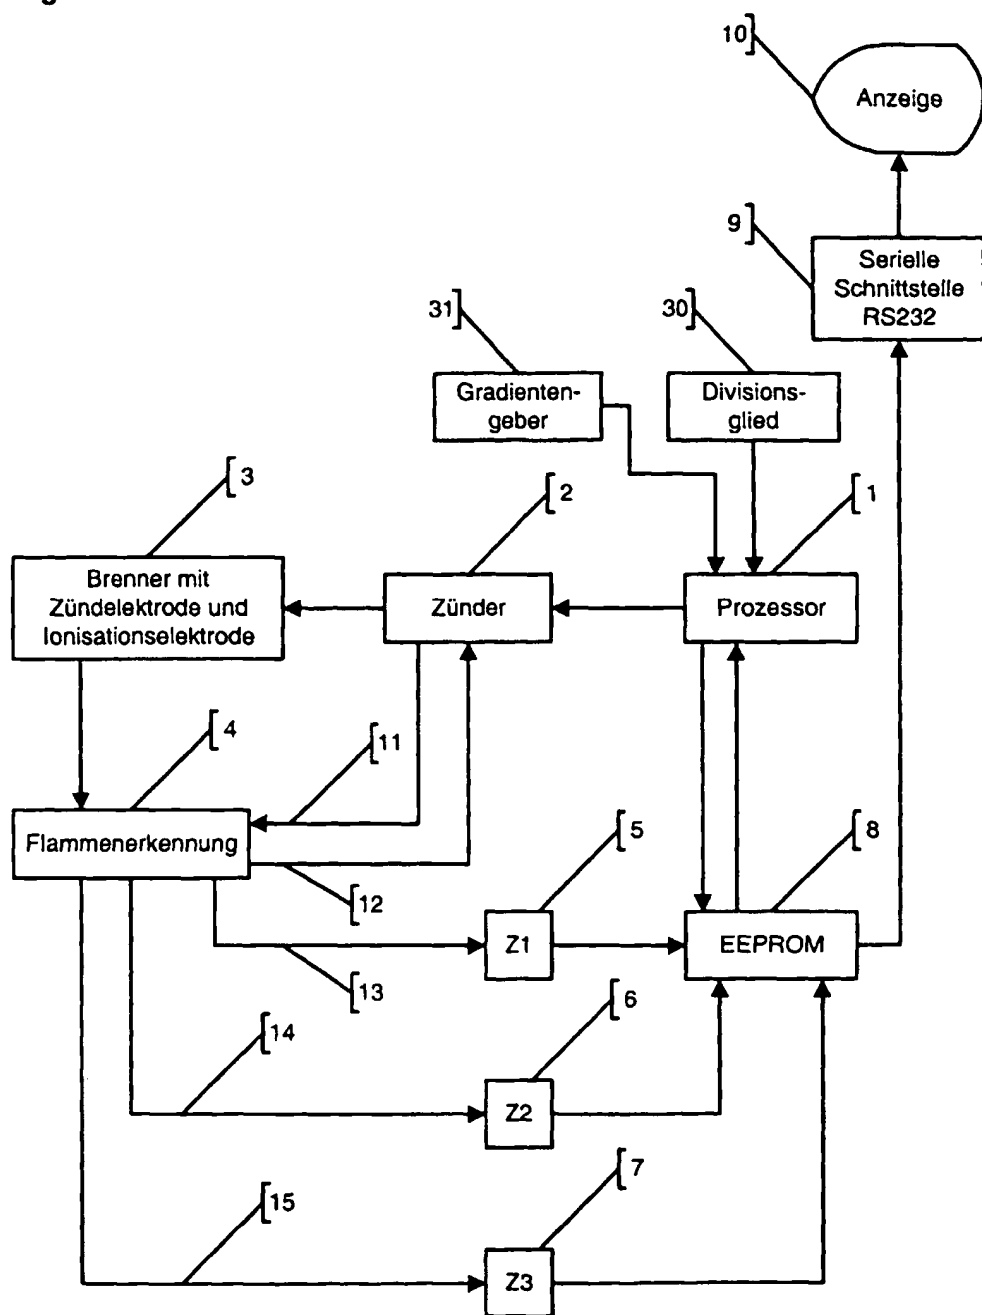 10
Anzeige
9
Serielle
Schnittstelle
RS232
31
30
Gradienten-
geber
Divisions-
glied
3
2
1
Brenner mit
Zündelektrode und
Ionisationselektrode
Zünder
Prozessor
4
11
Flammenerkennung
5
8
12
Z1
EEPROM
13
6
14
Z2
7
15
Z3